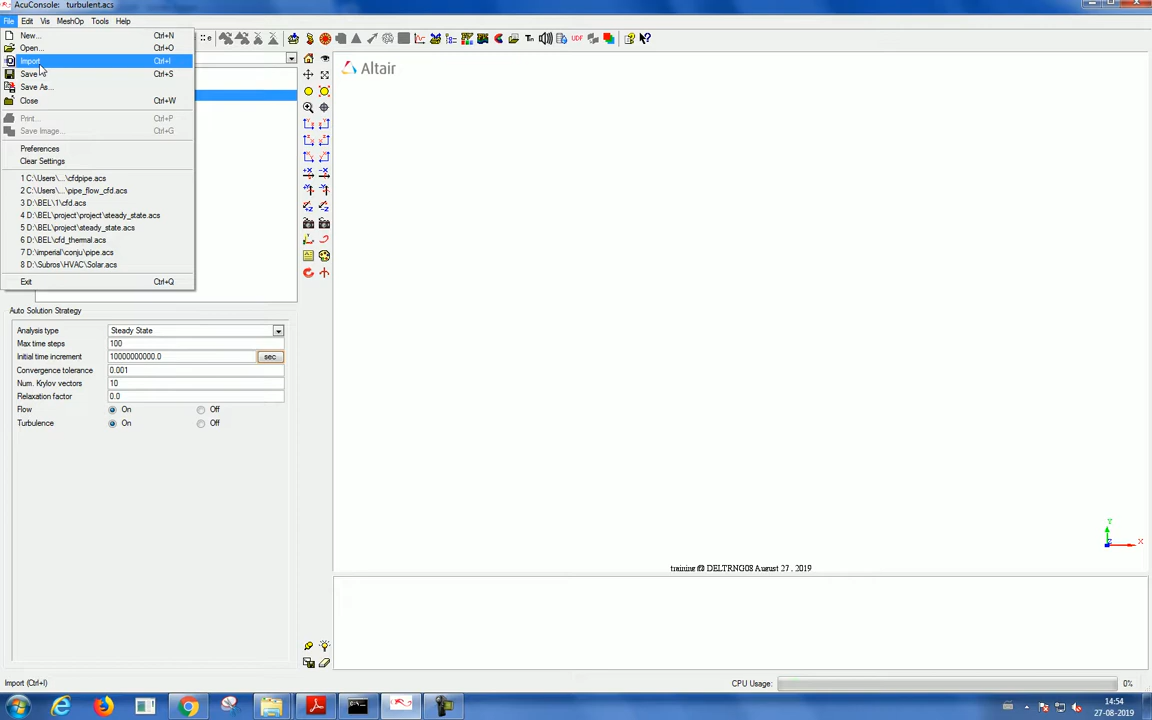 AcuConsole: turbulent.acs
File Edit Vis MeshOp Tools Help
New... Ctrl+N
Open... Ctrl+O
Import Ctrl+I
Save Ctrl+S
Save As... 
Close Ctrl+W
Print... Ctrl+P
Save Image... Ctrl+G
Preferences
Clear Settings
1 C:\Users\...\cfdpipe.acs
2 C:\Users\...\pipe_flow_cfd.acs
3 D:\BEL\1\cfd.acs
4 D:\BEL\project\project\steady_state.acs
5 D:\BEL\project\steady_state.acs
6 D:\BEL\cfd_thermal.acs
7 D:\imperial\conju\pipe.acs
8 D:\Subros\HVAC\Solar.acs
Exit Ctrl+Q
Altair
Auto Solution Strategy
Analysis type Steady State
Max time steps 100
Initial time increment 10000000000.0 sec
Convergence tolerance 0.001
Num. Krylov vectors 10
Relaxation factor 0.0
Flow On Off
Turbulence On Off
Y
X
training @ DELTRNG08 August 27, 2019
Import (Ctrl+I)
CPU Usage: 0%
14:54
27-08-2019